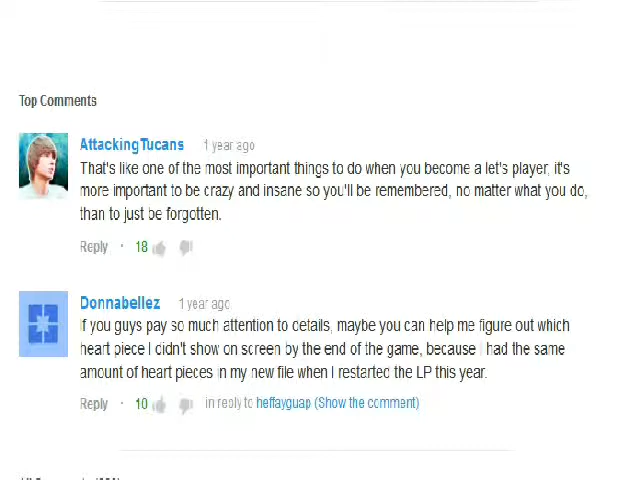 Top Comments
AttackingTucans 1 year ago
That's like one of the most important things to do when you become a let's player, it's
more important to be crazy and insane so you'll be remembered, no matter what you do,
than to just be forgotten.
Reply · 18
Donnabellez 1 year ago
If you guys pay so much attention to details, maybe you can help me figure out which
heart piece I didn't show on screen by the end of the game, because I had the same
amount of heart pieces in my new file when I restarted the LP this year.
Reply · 10 in reply to heffayguap (Show the comment)